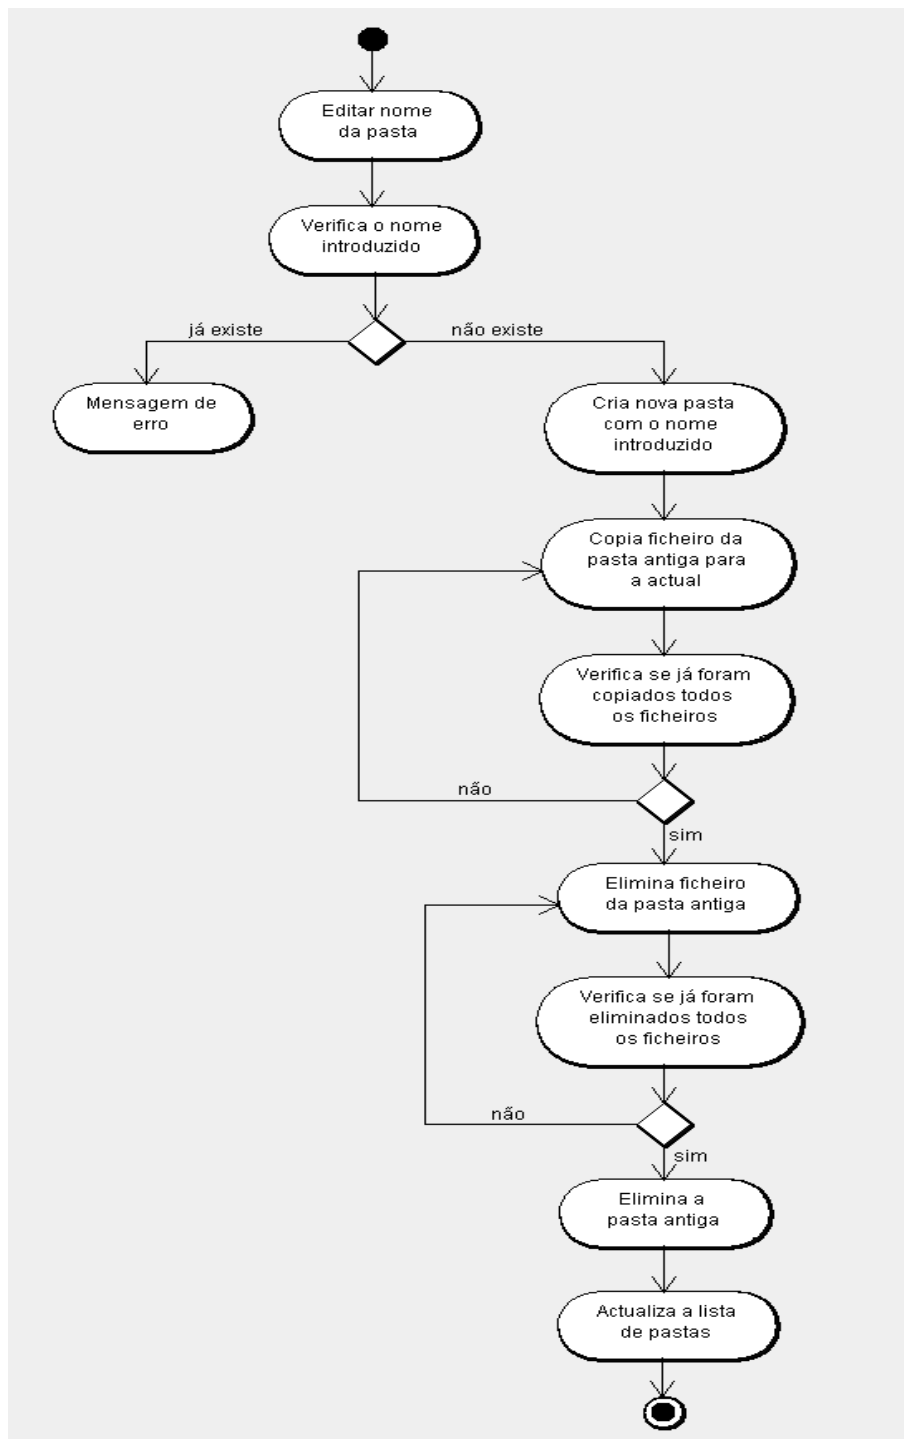 Editar nome
da pasta
Verifica o nome
introduzido
já existe
não existe
Mensagem de
erro
Cria nova pasta
com o nome
introduzido
Copia ficheiro da
pasta antiga para
a actual
Verifica se já foram
copiados todos
os ficheiros
não
sim
Elimina ficheiro
da pasta antiga
Verifica se já foram
eliminados todos
os ficheiros
não
sim
Elimina a
pasta antiga
Actualiza a lista
de pastas